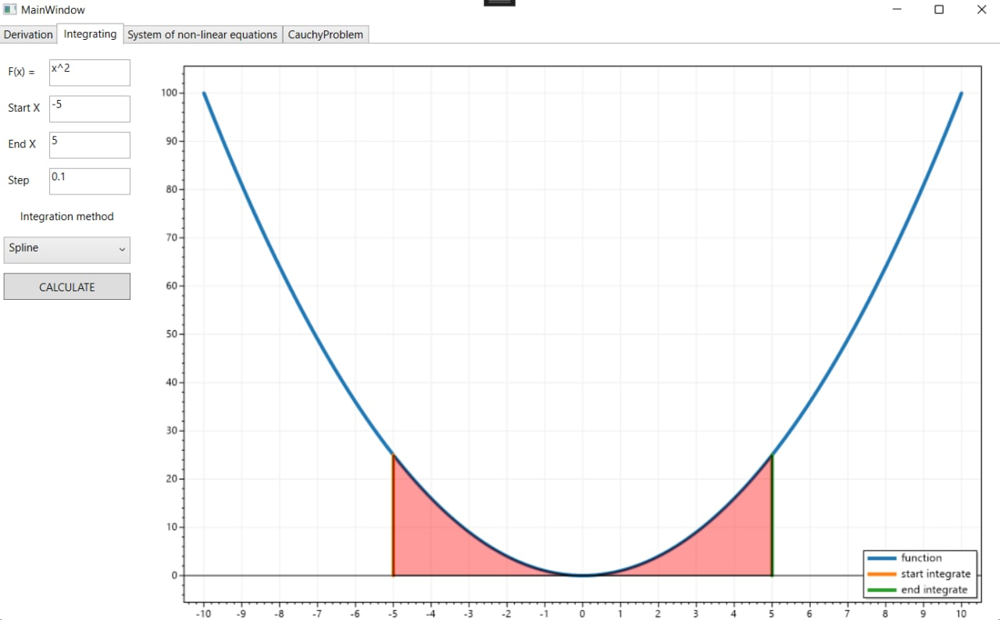 MainWindow
Derivation Integrating System of non-linear equations CauchyProblem
F(x) = x^2
Start X -5
End X 5
Step 0.1
Integration method
Spline
CALCULATE
100
90
80
70
60
50
40
30
20
10
0
function
start integrate
end integrate
-10 -9 -8 -7 -6 -5 -4 -3 -2 -1 0 1 2 3 4 5 6 7 8 9 10